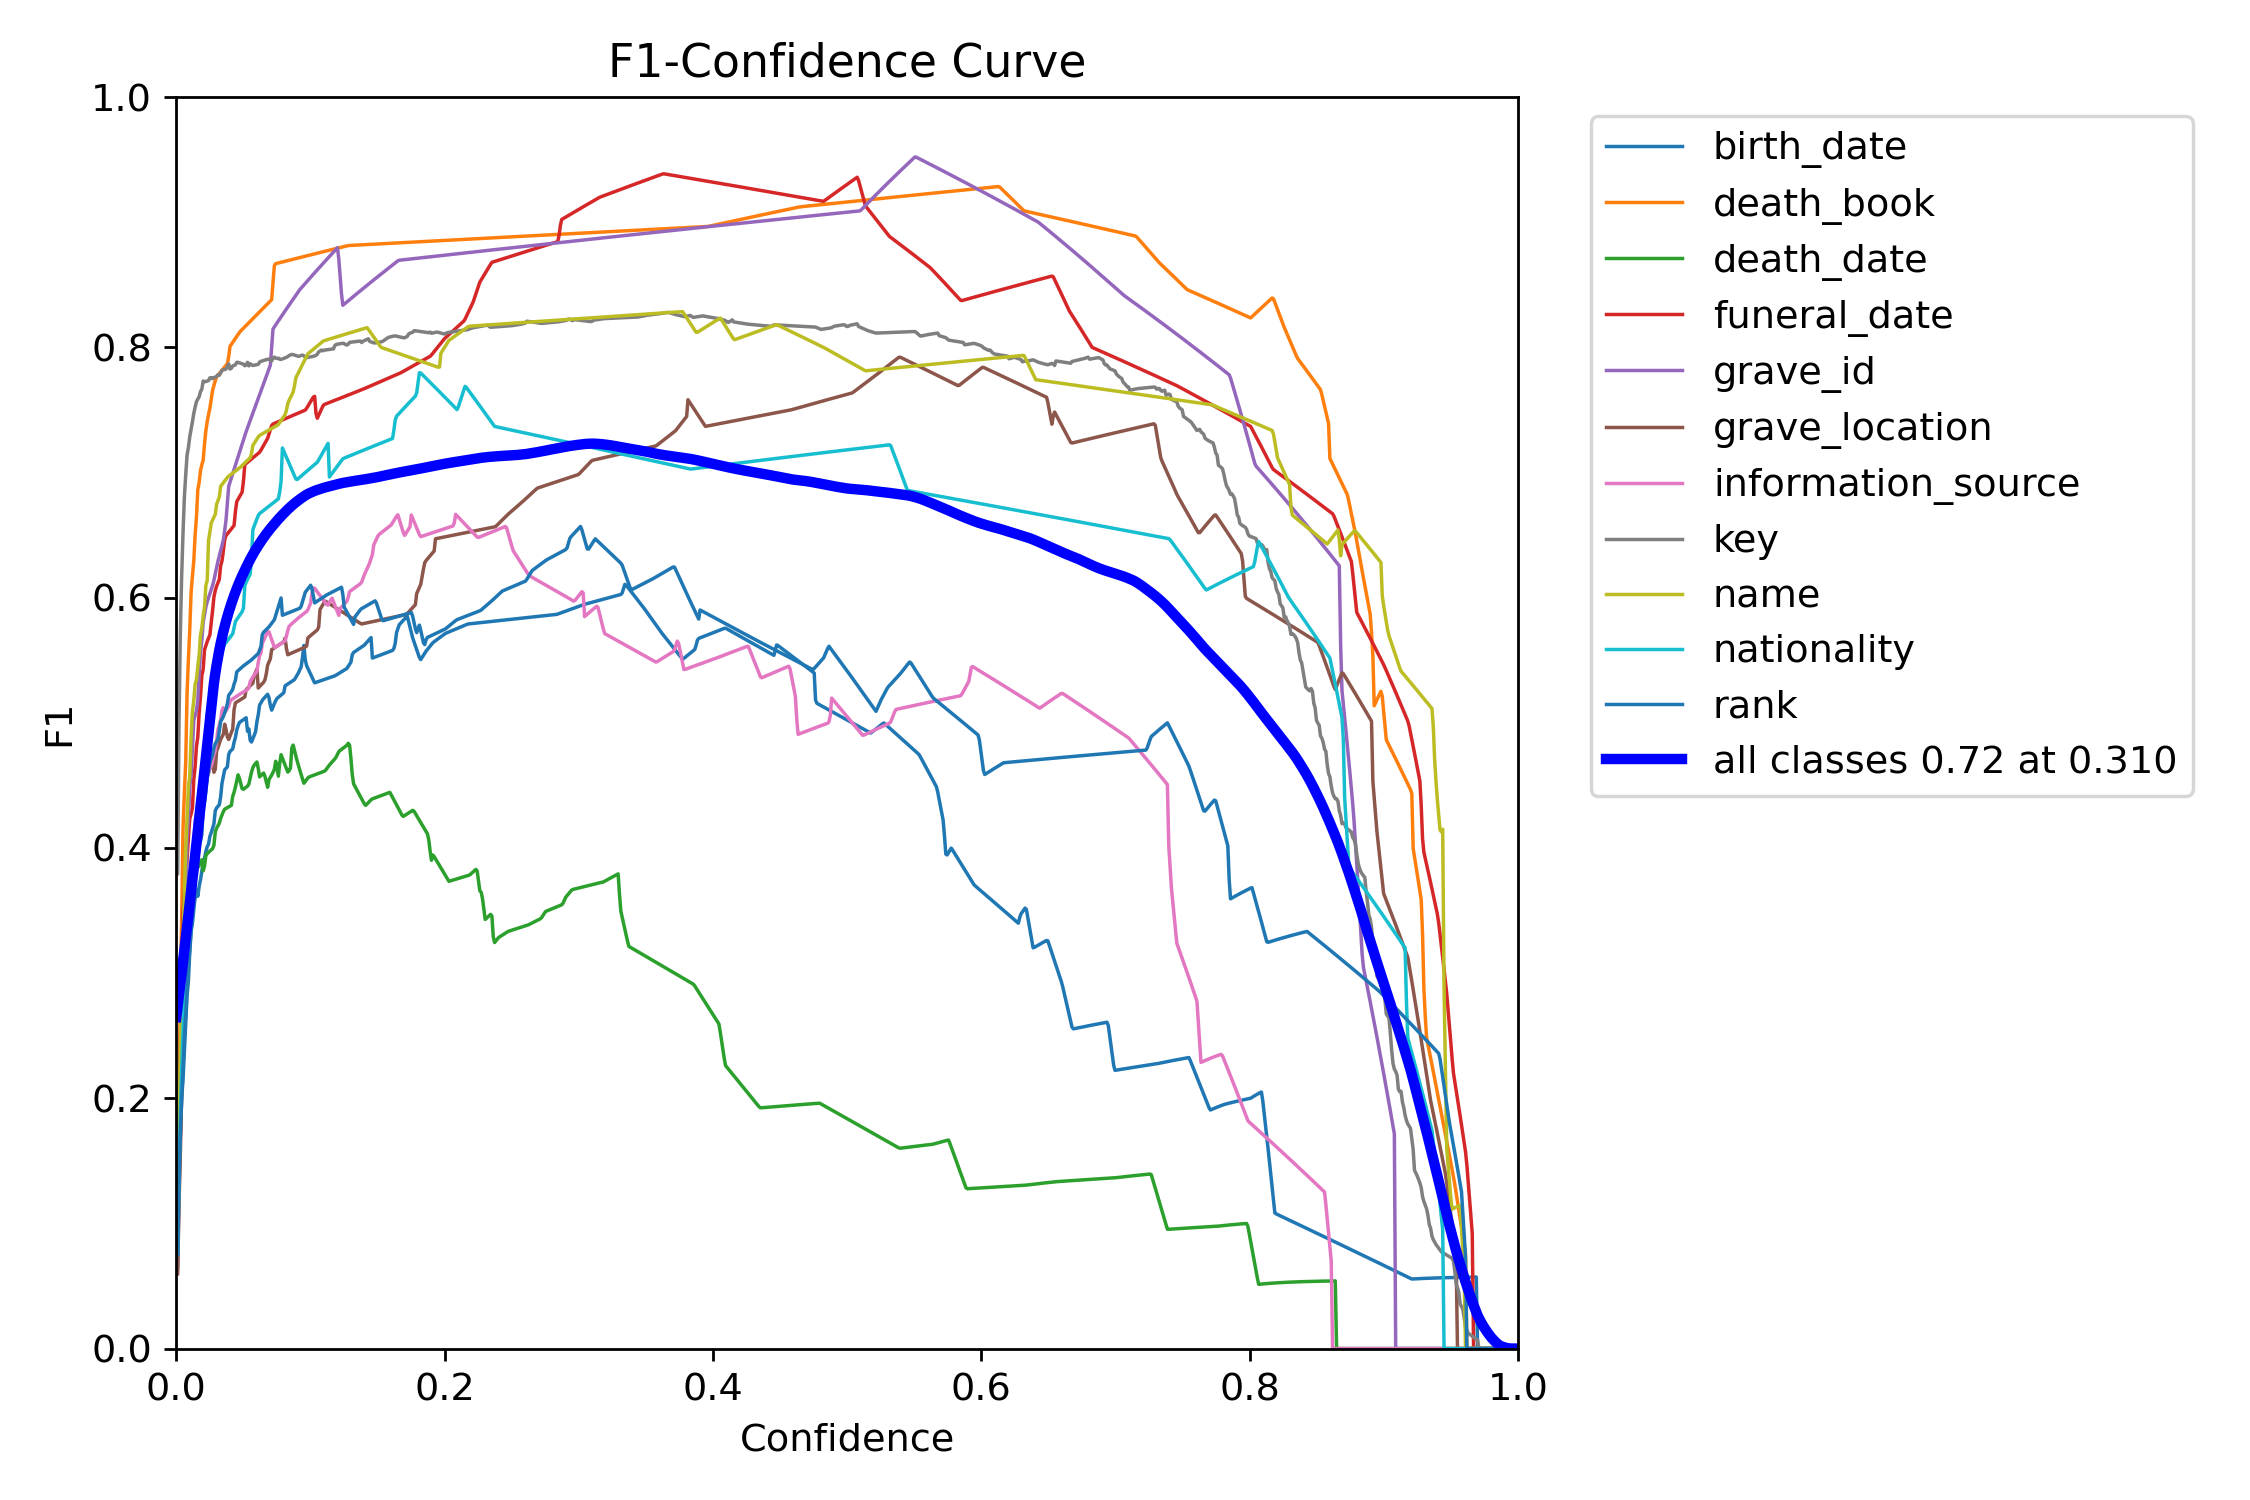 F1-Confidence Curve
1.0
0.8
0.6
0.4
0.2
0.0
F1
0.0 0.2 0.4 0.6 0.8 1.0
Confidence
birth_date
death_book
death_date
funeral_date
grave_id
grave_location
information_source
key
name
nationality
rank
all classes 0.72 at 0.310